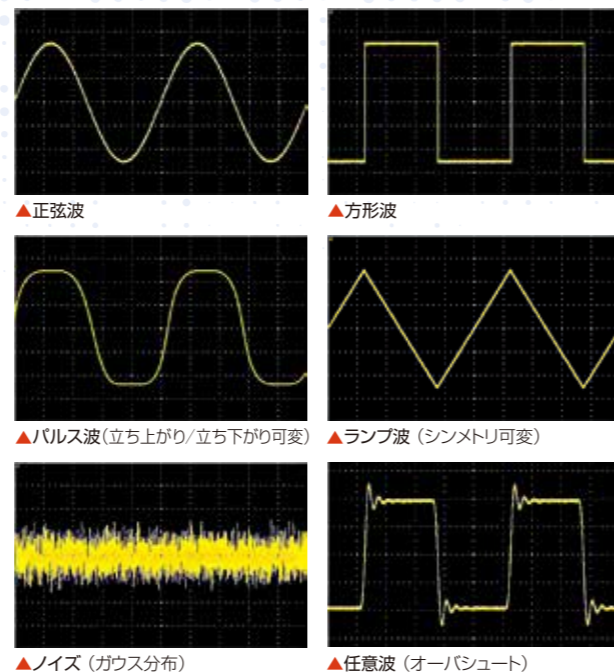 ▲正弦波
▲方形波
▲パルス波(立ち上がり/立ち下がり可変)
▲ランプ波 (シンメトリ可変)
▲ノイズ (ガウス分布)
▲任意波 (オーバシュート)